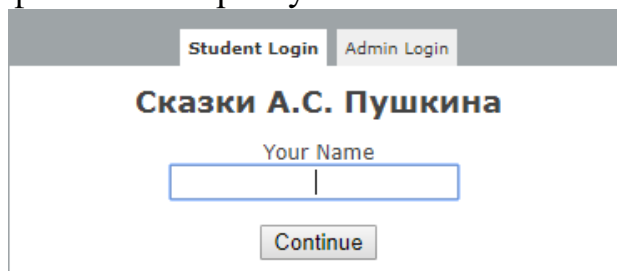 Student Login Admin Login
Сказки А.С. Пушкина
Your Name
Continue